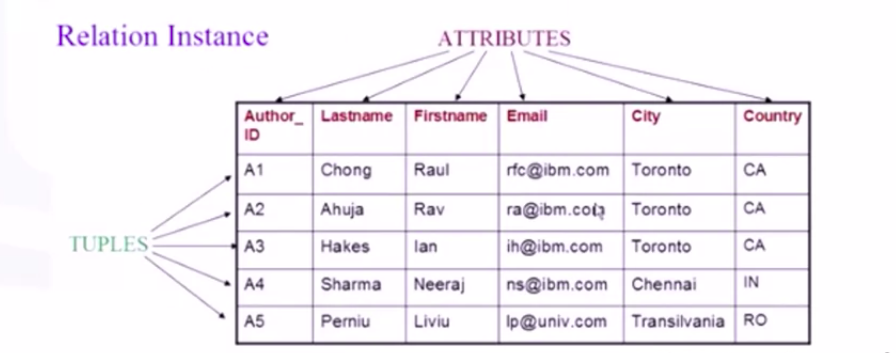 Relation Instance
ATTRIBUTES
Author_ Lastname Firstname Email City Country
ID
A1 Chong Raul rfc@ibm.com Toronto CA
A2 Ahuja Rav ra@ibm.com Toronto CA
A3 Hakes Ian ih@ibm.com Toronto CA
TUPLES
A4 Sharma Neeraj ns@ibm.com Chennai IN
A5 Perniu Liviu lp@univ.com Transilvania RO